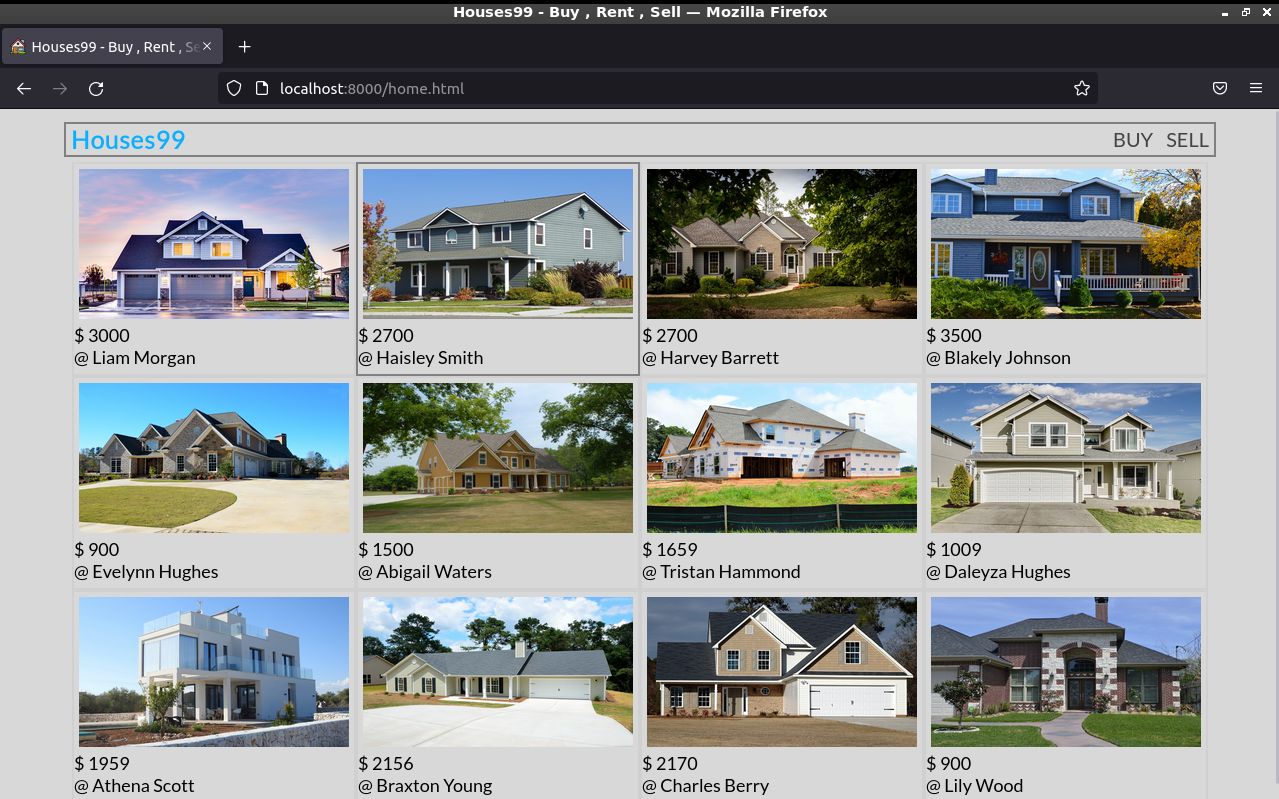 Houses99 - Buy , Rent , Sell — Mozilla Firefox
Houses99 - Buy , Rent , Se
localhost:8000/home.html
Houses99
BUY SELL
$ 3000
@ Liam Morgan
$ 2700
@ Haisley Smith
$ 2700
@ Harvey Barrett
$ 3500
@ Blakely Johnson
$ 900
@ Evelynn Hughes
$ 1500
@ Abigail Waters
$ 1659
@ Tristan Hammond
$ 1009
@ Daleyza Hughes
$ 1959
@ Athena Scott
$ 2156
@ Braxton Young
$ 2170
@ Charles Berry
$ 900
@ Lily Wood